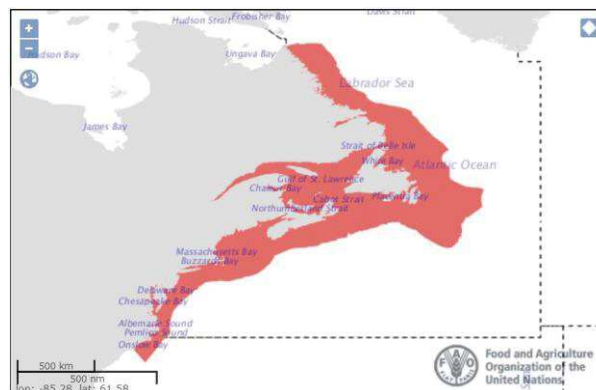 Frobisher Bay
Hudson Strait
Davis Strait
+
−
Hudson Bay
Ungava Bay
Labrador Sea
James Bay
Strait of Belle Isle
White Bay
Atlantic Ocean
Gulf of St. Lawrence
Chaleur Bay
Cabot Strait
Placentia Bay
Northumberland Strait
Massachusetts Bay
Buzzards Bay
Delaware Bay
Chesapeake Bay
Albemarle Sound
Pamlico Sound
Onslow Bay
500 km
500 nm
lon: -85.28, lat: 61.58
FAO
Food and Agriculture
Organization of the
United Nations